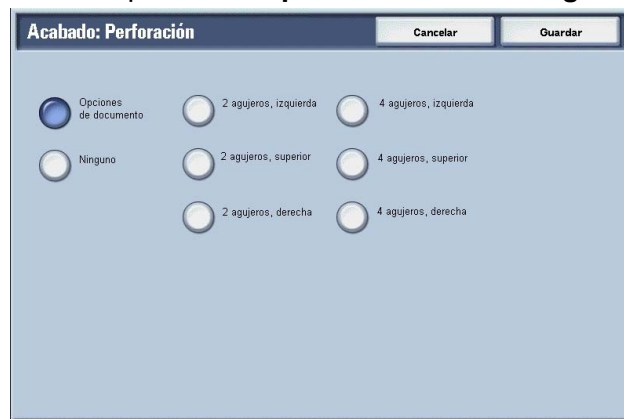 Acabado: Perforación
Cancelar
Guardar
Opciones
de documento
2 agujeros, izquierda
4 agujeros, izquierda
Ninguno
2 agujeros, superior
4 agujeros, superior
2 agujeros, derecha
4 agujeros, derecha